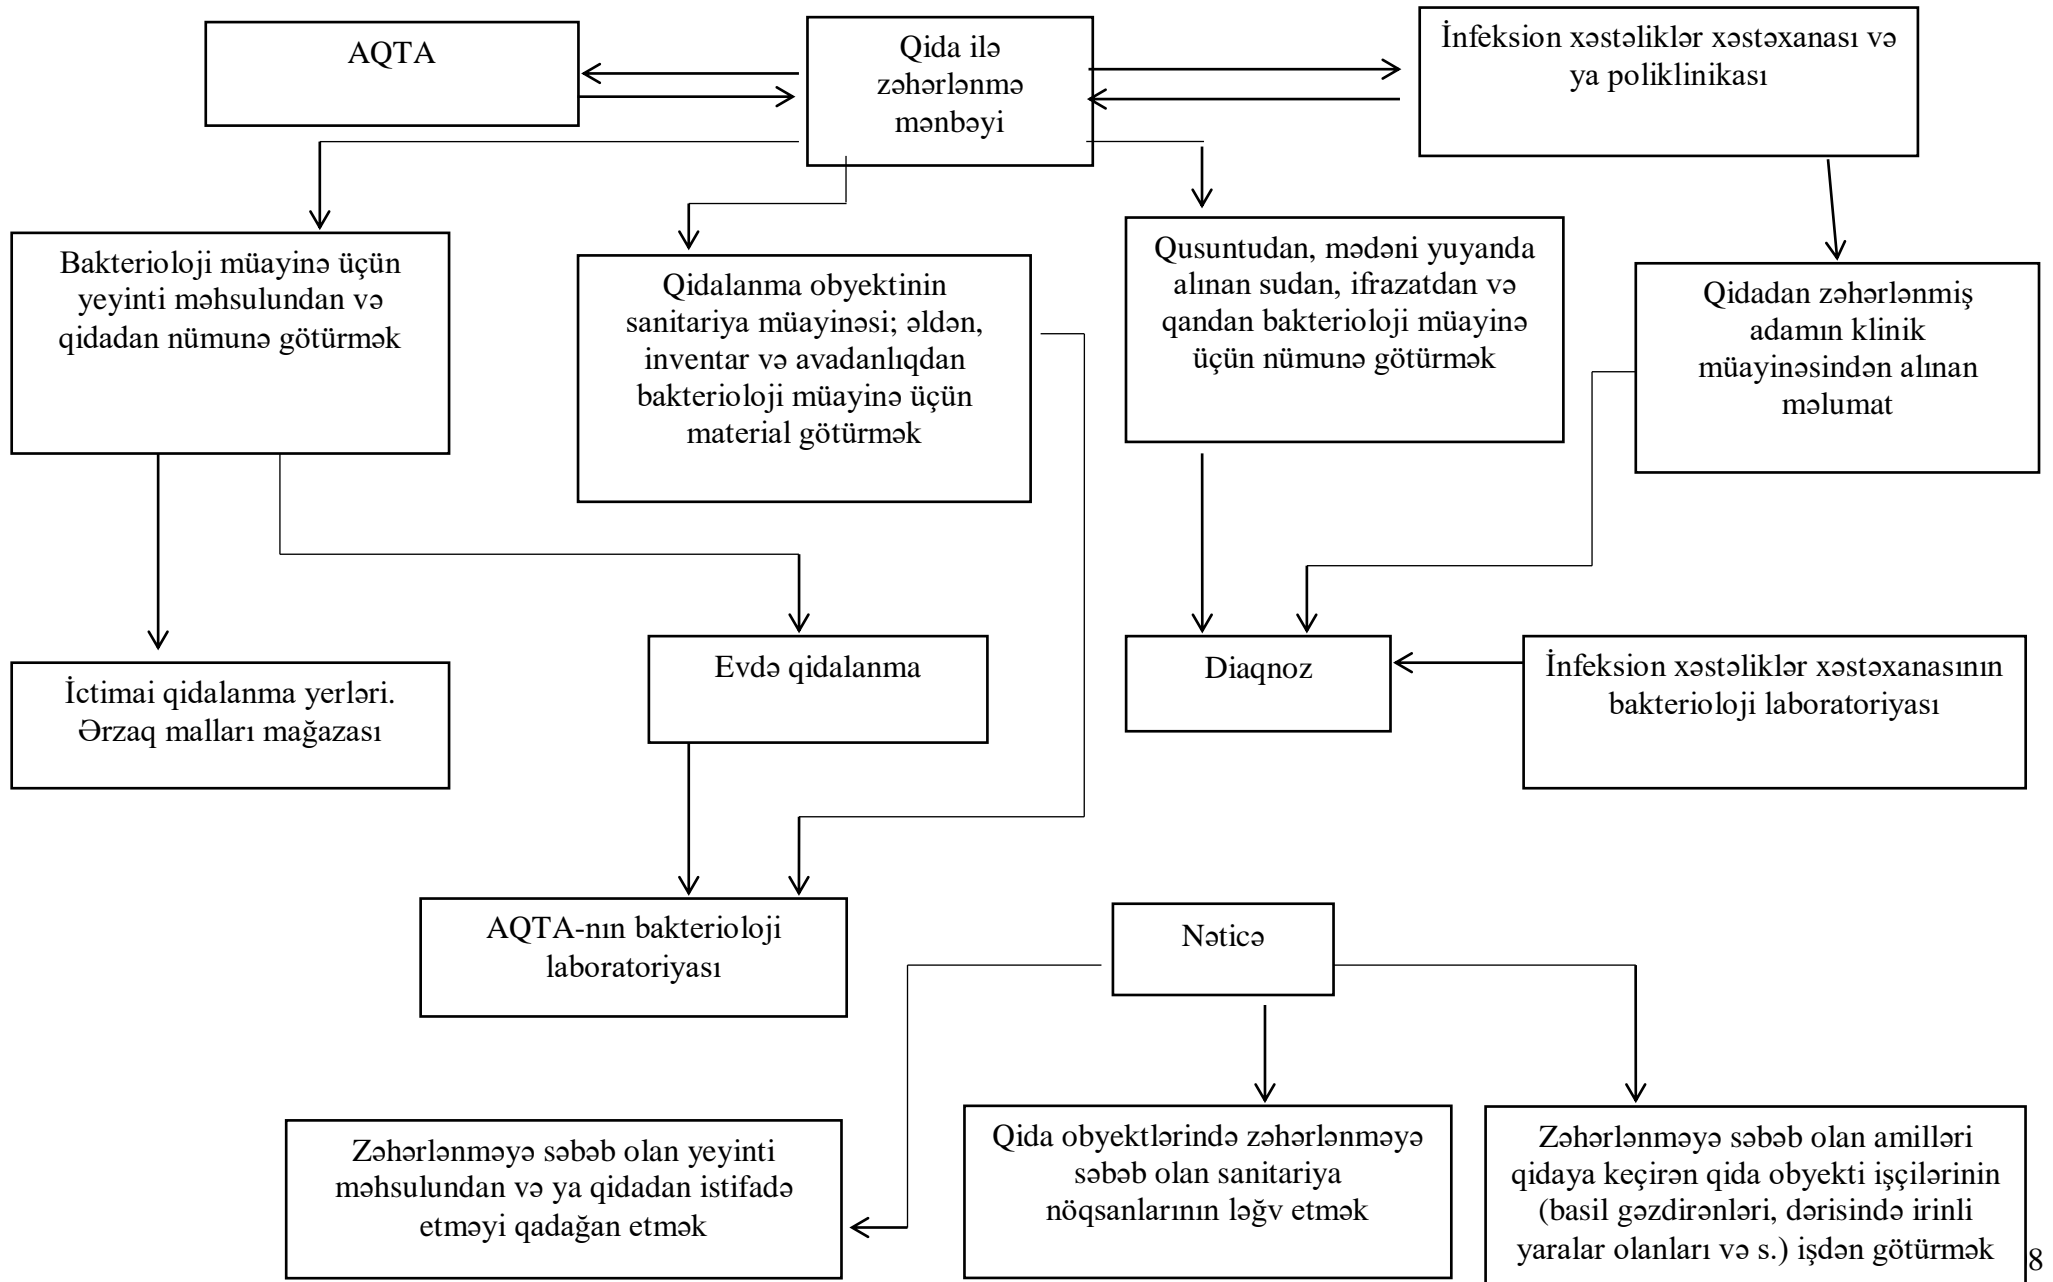 AQTA
Qida ilə
zəhərlənmə
mənbəyi
İnfeksion xəstəliklər xəstəxanası və
ya poliklinikası
Bakterioloji müayinə üçün
yeyinti məhsulundan və
qidadan nümunə götürmək
Qidalanma obyektinin
sanitariya müayinəsi; əldən,
inventar və avadanlıqdan
bakterioloji müayinə üçün
material götürmək
Qusuntudan, mədəni yuyanda
alınan sudan, ifrazatdan və
qandan bakterioloji müayinə
üçün nümunə götürmək
Qidadan zəhərlənmiş
adamın klinik
müayinəsindən alınan
məlumat
İctimai qidalanma yerləri.
Ərzaq malları mağazası
Evdə qidalanma
Diaqnoz
İnfeksion xəstəliklər xəstəxanasının
bakterioloji laboratoriyası
AQTA-nın bakterioloji
laboratoriyası
Nəticə
Zəhərlənməyə səbəb olan yeyinti
məhsulundan və ya qidadan istifadə
etməyi qadağan etmək
Qida obyektlərində zəhərlənməyə
səbəb olan sanitariya
nöqsanlarının ləğv etmək
Zəhərlənməyə səbəb olan amilləri
qidaya keçirən qida obyekti işçilərinin
(basil gəzdirənləri, dərisində irinli
yaralar olanları və s.) işdən götürmək
8